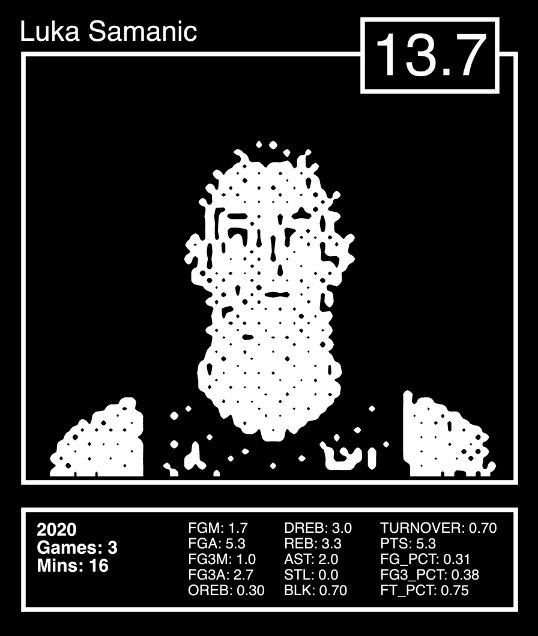 Luka Samanic
13.7
2020
Games: 3
Mins: 16
FGM: 1.7
FGA: 5.3
FG3M: 1.0
FG3A: 2.7
OREB: 0.30
DREB: 3.0
REB: 3.3
AST: 2.0
STL: 0.0
BLK: 0.70
TURNOVER: 0.70
PTS: 5.3
FG_PCT: 0.31
FG3_PCT: 0.38
FT_PCT: 0.75